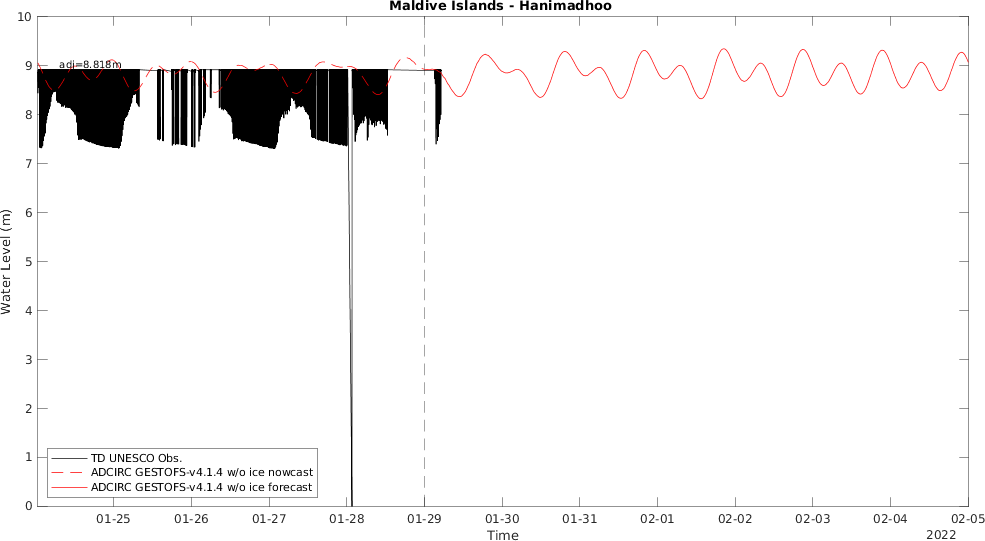 Maldive Islands - Hanimadhoo
10
9
8
7
6
5
4
3
2
1
0
Water Level (m)
adj=8.818m
TD UNESCO Obs.
ADCIRC GESTOFS-v4.1.4 w/o ice nowcast
ADCIRC GESTOFS-v4.1.4 w/o ice forecast
01-25 01-26 01-27 01-28 01-29 01-30 01-31 02-01 02-02 02-03 02-04 02-05
Time
2022